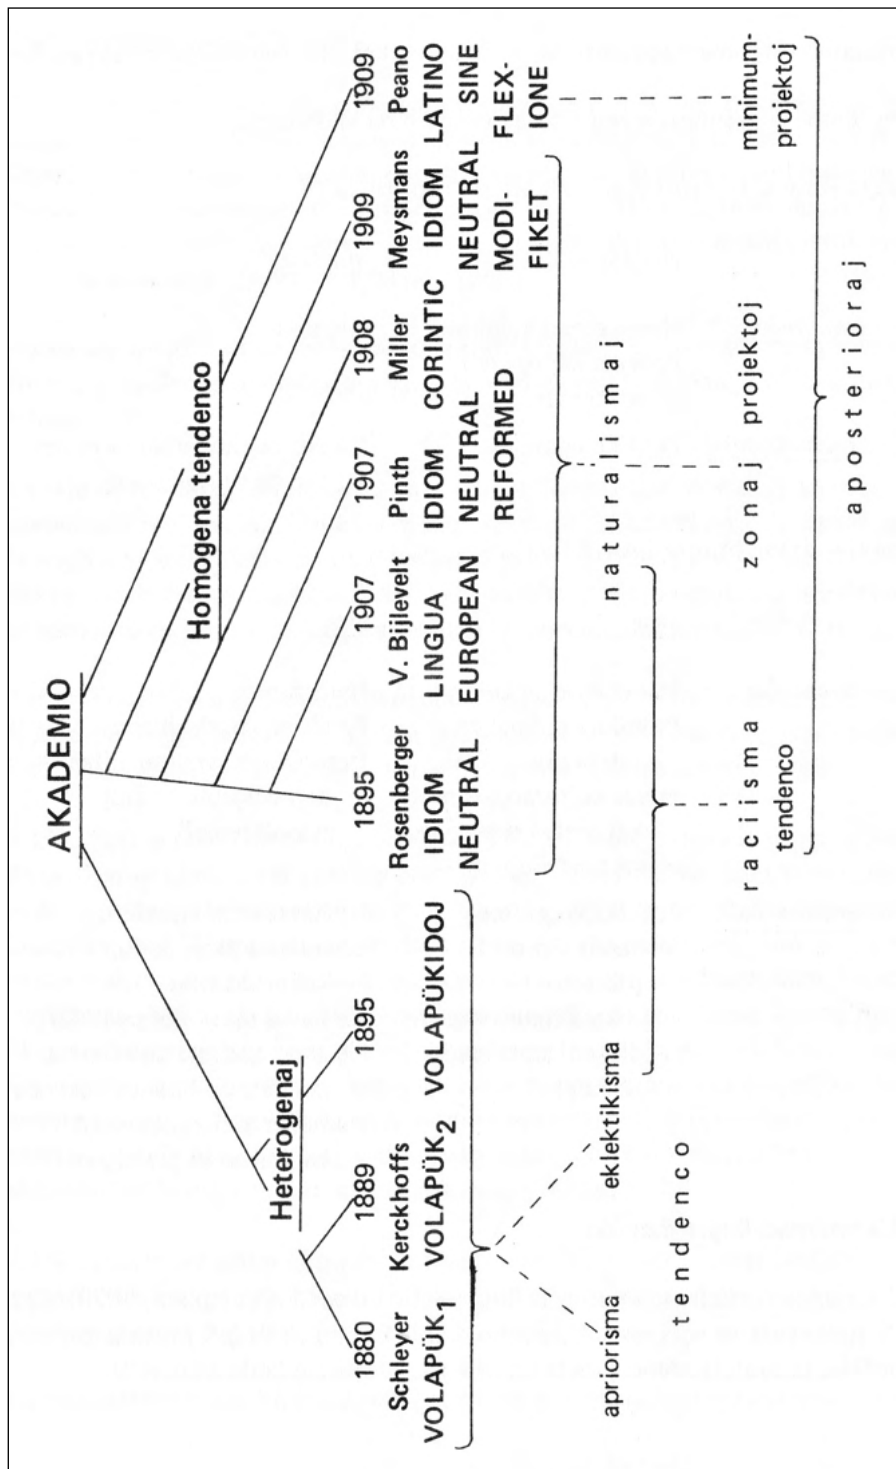 AKADEMIO
Homogena tendenco
Heterogenaj
1880 1889 1895 1895 1907 1907 1908 1909 1909
Schleyer Kerckhoffs Rosenberger V. Bijlevelt Pinth Miller Meysmans Peano
VOLAPÜK₁ VOLAPÜK₂ VOLAPÜKIDOJ IDIOM LINGUA IDIOM CORINTIC IDIOM LATINO
NEUTRAL EUROPEAN NEUTRAL NEUTRAL SINE
REFORMED MODI- FLEX-
FIKET IONE
apriorisma eklektikisma naturalismaj
tendenco
raciisma zonaj projektoj minimum-
tendenco projektoj
aposterioraj